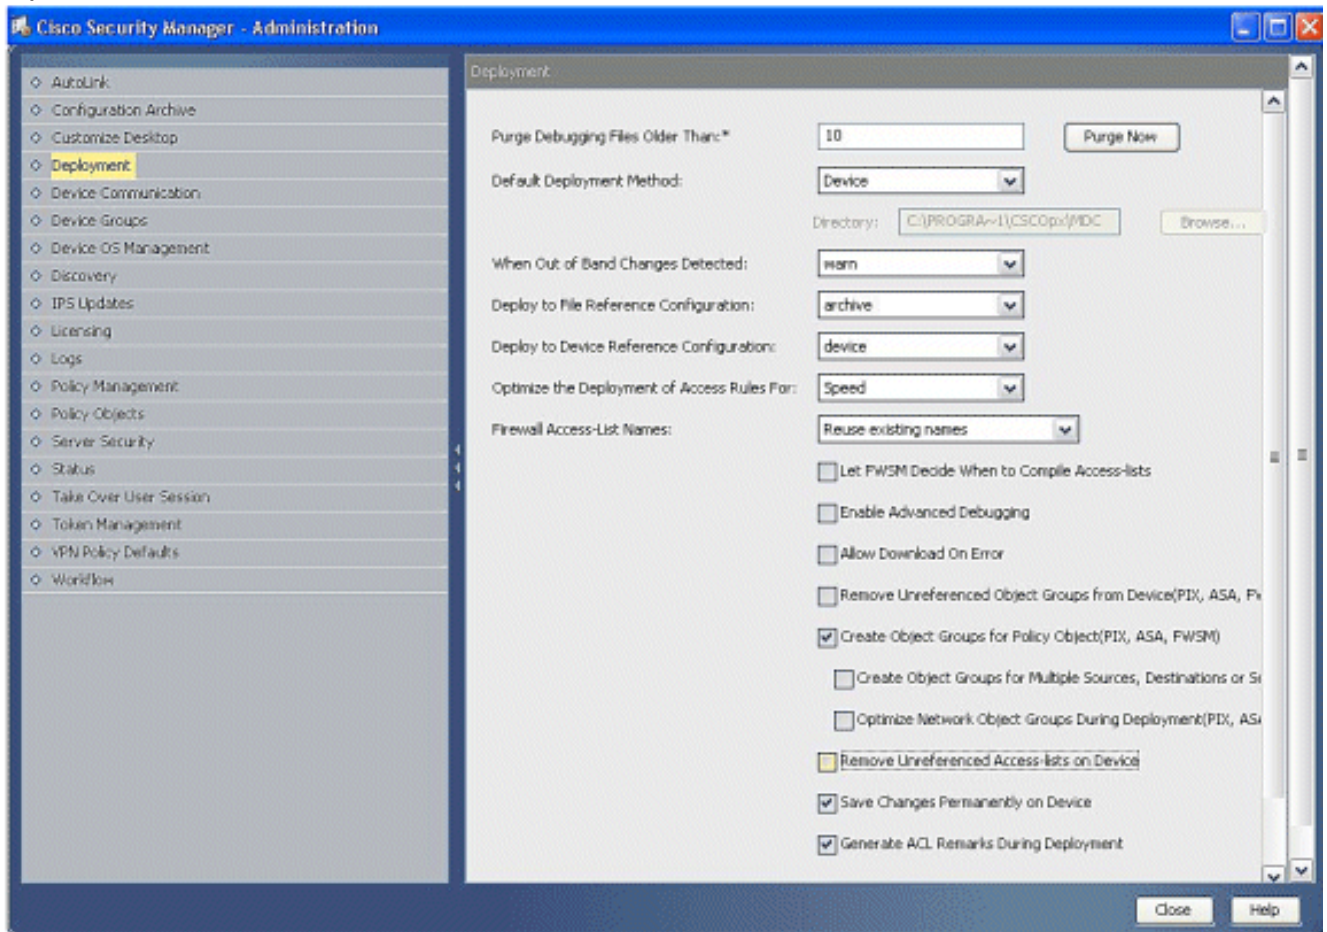 Cisco Security Manager - Administration
AutoLink
Configuration Archive
Customize Desktop
Deployment
Device Communication
Device Groups
Device OS Management
Discovery
IPS Updates
Licensing
Logs
Policy Management
Policy Objects
Server Security
Status
Take Over User Session
Token Management
VPN Policy Defaults
Workflow
Deployment
Purge Debugging Files Older Than:* 10 Purge Now
Default Deployment Method: Device
Directory: C:\PROGRA~1\CSCOpx\MDC Browse...
When Out of Band Changes Detected: warn
Deploy to File Reference Configuration: archive
Deploy to Device Reference Configuration: device
Optimize the Deployment of Access Rules For: Speed
Firewall Access-List Names: Reuse existing names
Let FWSM Decide When to Compile Access-lists
Enable Advanced Debugging
Allow Download On Error
Remove Unreferenced Object Groups from Device(PIX, ASA,
Create Object Groups for Policy Object(PIX, ASA, FWSM)
Create Object Groups for Multiple Sources, Destinations or
Optimize Network Object Groups During Deployment(PIX,
Remove Unreferenced Access-lists on Device
Save Changes Permanently on Device
Generate ACL Remarks During Deployment
Close Help